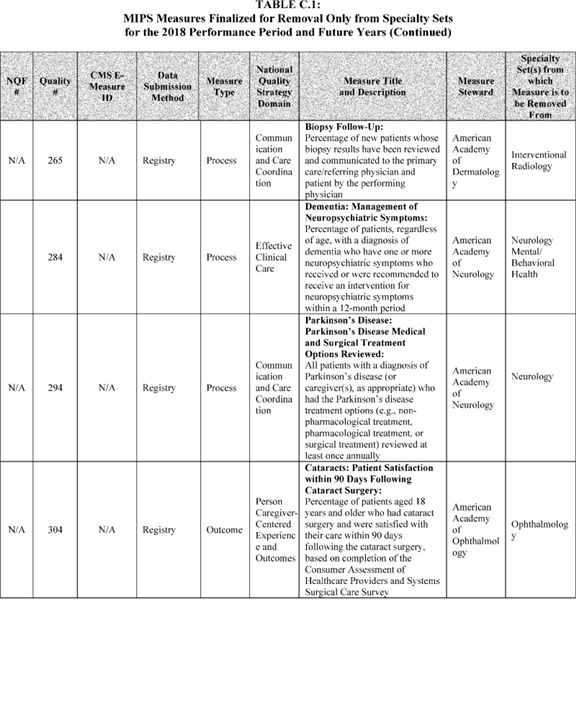 TABLE C.1:
MIPS Measures Finalized for Removal Only from Specialty Sets
for the 2018 Performance Period and Future Years (Continued)
NQF
#
Quality
#
CMS E-
Measure
ID
Data
Submission
Method
Measure
Type
National
Quality
Strategy
Domain
Measure Title
and Description
Measure
Steward
Specialty
Set(s) from
which
Measure is to
be Removed
From
N/A
265
N/A
Registry
Process
Commun
ication
and Care
Coordina
tion
Biopsy Follow-Up:
Percentage of new patients whose
biopsy results have been reviewed
and communicated to the primary
care/referring physician and
patient by the performing
physician
American
Academy
of
Dermatolog
y
Interventional
Radiology
284
N/A
Registry
Process
Effective
Clinical
Care
Dementia: Management of
Neuropsychiatric Symptoms:
Percentage of patients, regardless
of age, with a diagnosis of
dementia who have one or more
neuropsychiatric symptoms who
received or were recommended to
receive an intervention for
neuropsychiatric symptoms
within a 12-month period
American
Academy
of
Neurology
Neurology
Mental/
Behavioral
Health
N/A
294
N/A
Registry
Process
Commun
ication
and Care
Coordina
tion
Parkinson's Disease:
Parkinson's Disease Medical
and Surgical Treatment
Options Reviewed:
All patients with a diagnosis of
Parkinson's disease (or
caregiver(s), as appropriate) who
had the Parkinson's disease
treatment options (e.g., non-
pharmacological treatment,
pharmacological treatment, or
surgical treatment) reviewed at
least once annually
American
Academy
of
Neurology
Neurology
N/A
304
N/A
Registry
Outcome
Person
Caregiver-
Centered
Experienc
e and
Outcomes
Cataracts: Patient Satisfaction
within 90 Days Following
Cataract Surgery:
Percentage of patients aged 18
years and older who had cataract
surgery and were satisfied with
their care within 90 days
following the cataract surgery,
based on completion of the
Consumer Assessment of
Healthcare Providers and Systems
Surgical Care Survey
American
Academy
of
Ophthalmol
ogy
Ophthalmolog
y